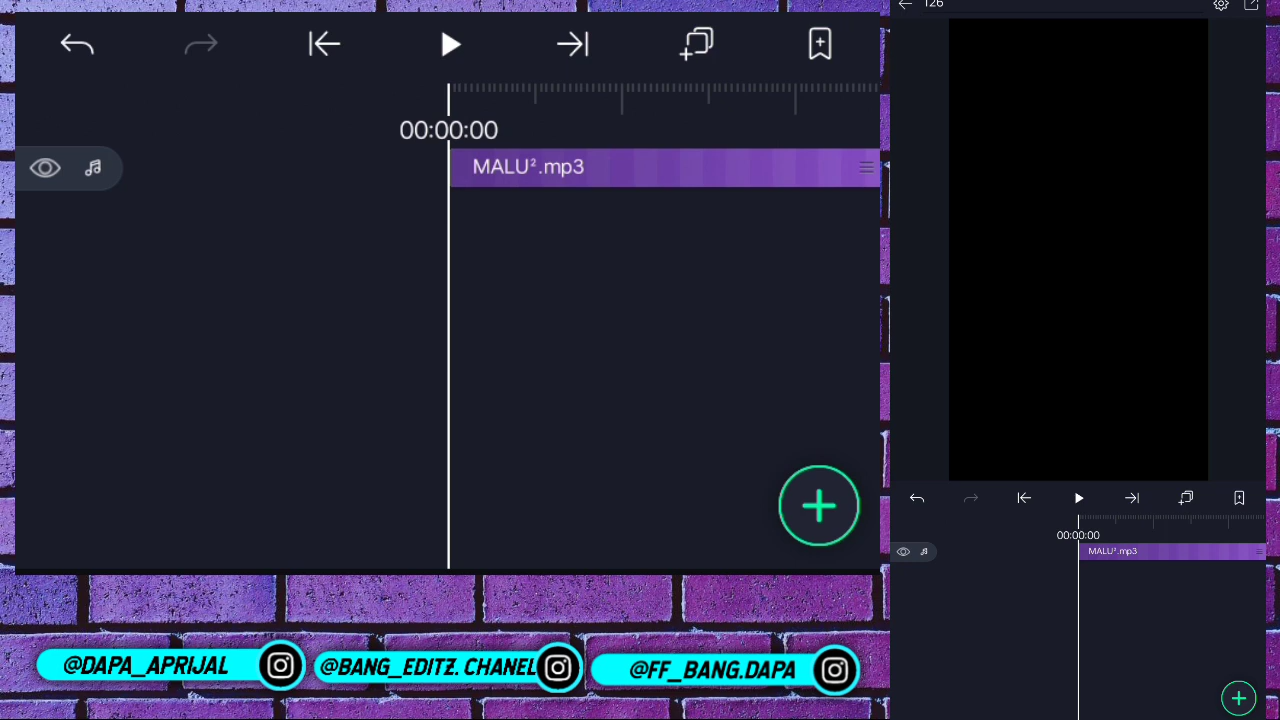 00:00:00
MALU².mp3
@DAPA_APRIJAL
@BANG_EDITZ.CHANEL
@FF_BANG.DAPA
126
00:00:00
MALU².mp3